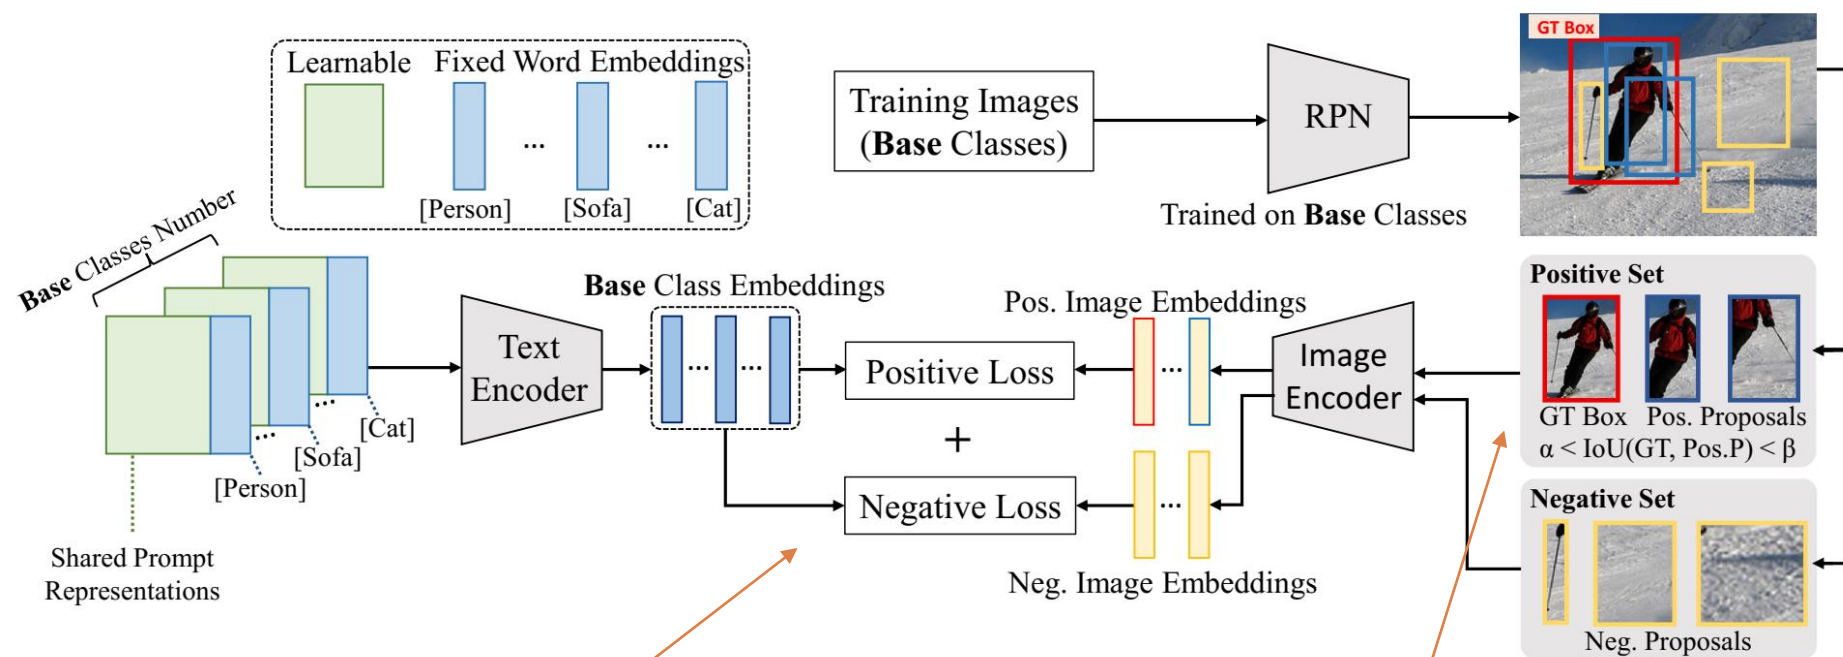 Learnable
Fixed Word Embeddings
...
...
[Person]
[Sofa]
[Cat]
Training Images
(Base Classes)
RPN
Trained on Base Classes
GT Box
Base Classes Number
...
...
[Cat]
[Sofa]
[Person]
Shared Prompt
Representations
Text
Encoder
Base Class Embeddings
...
...
Positive Loss
+
Negative Loss
Pos. Image Embeddings
...
...
Neg. Image Embeddings
Image
Encoder
Positive Set
GT Box
Pos. Proposals
α < IoU(GT, Pos.P) < β
Negative Set
Neg. Proposals